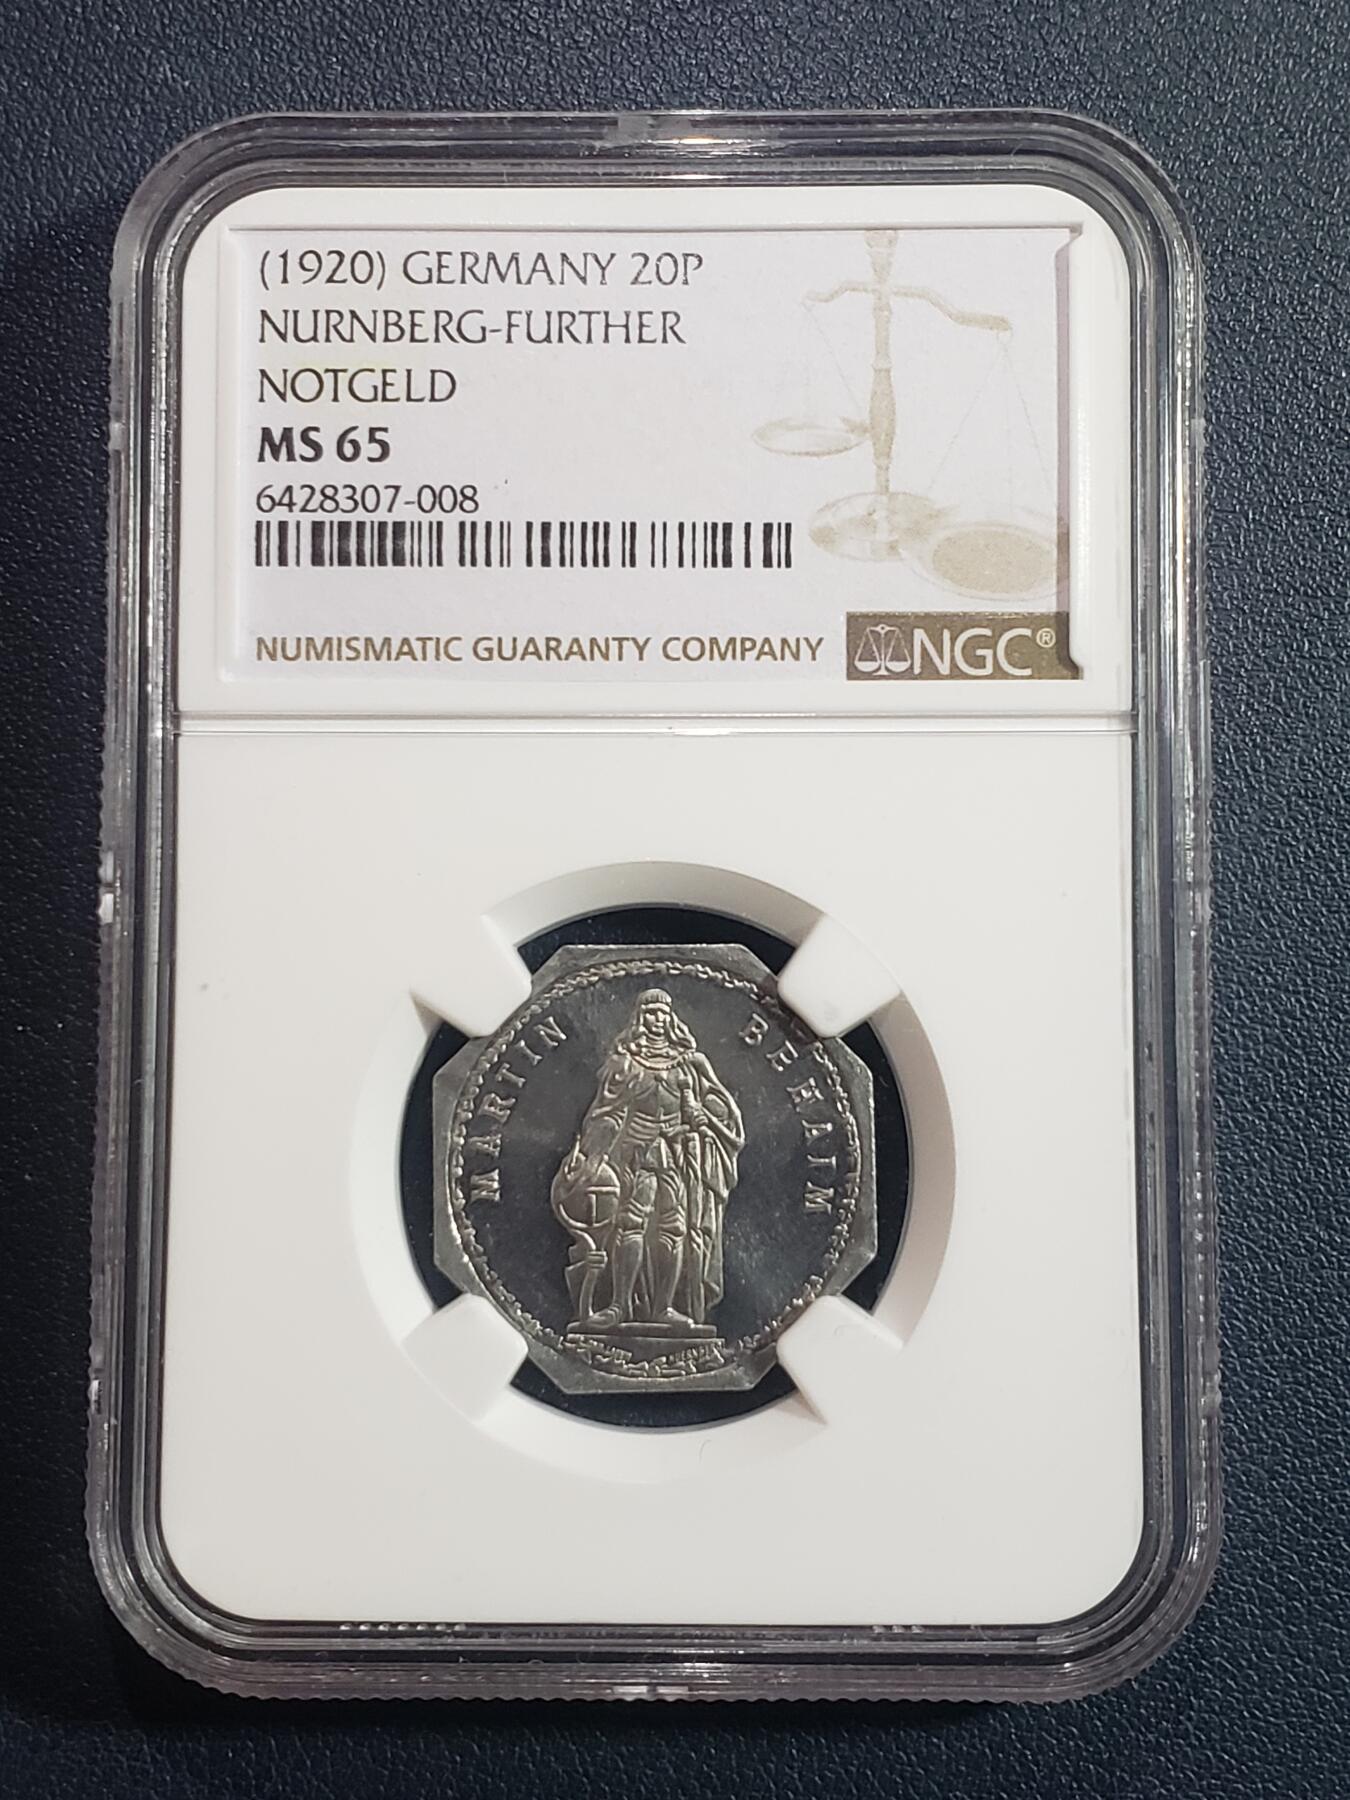 (1920) GERMANY 20P
NURNBERG-FURTHER
NOTGELD
MS 65
6428307-008
NUMISMATIC GUARANTY COMPANY
NGC®
MARTIN BEHAIM